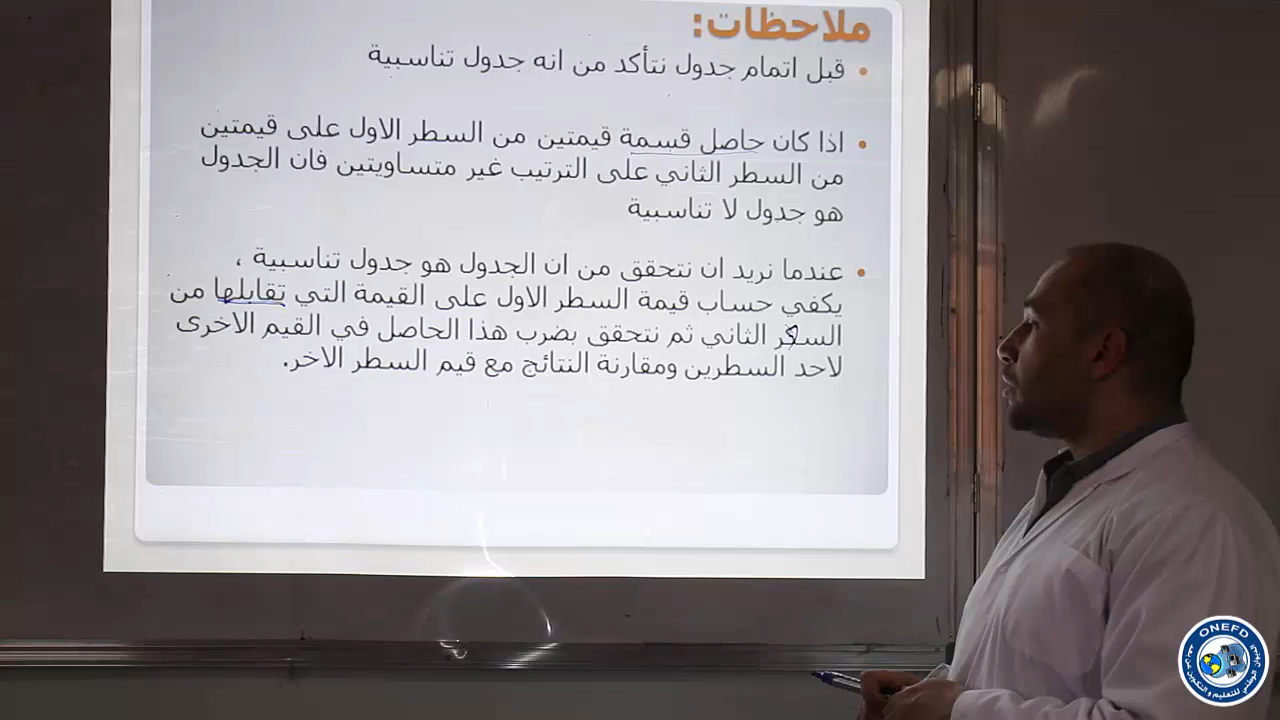 ملاحظات:
قبل اتمام جدول نتأكد من انه جدول تناسبية
اذا كان حاصل قسمة قيمتين من السطر الاول على قيمتين
من السطر الثاني على الترتيب غير متساويتين فان الجدول
هو جدول لا تناسبية
عندما نريد ان نتحقق من ان الجدول هو جدول تناسبية ،
يكفي حساب قيمة السطر الاول على القيمة التي تقابلها من
السطر الثاني ثم نتحقق بضرب هذا الحاصل في القيم الاخرى
لاحد السطرين ومقارنة النتائج مع قيم السطر الاخر.
ONEFD